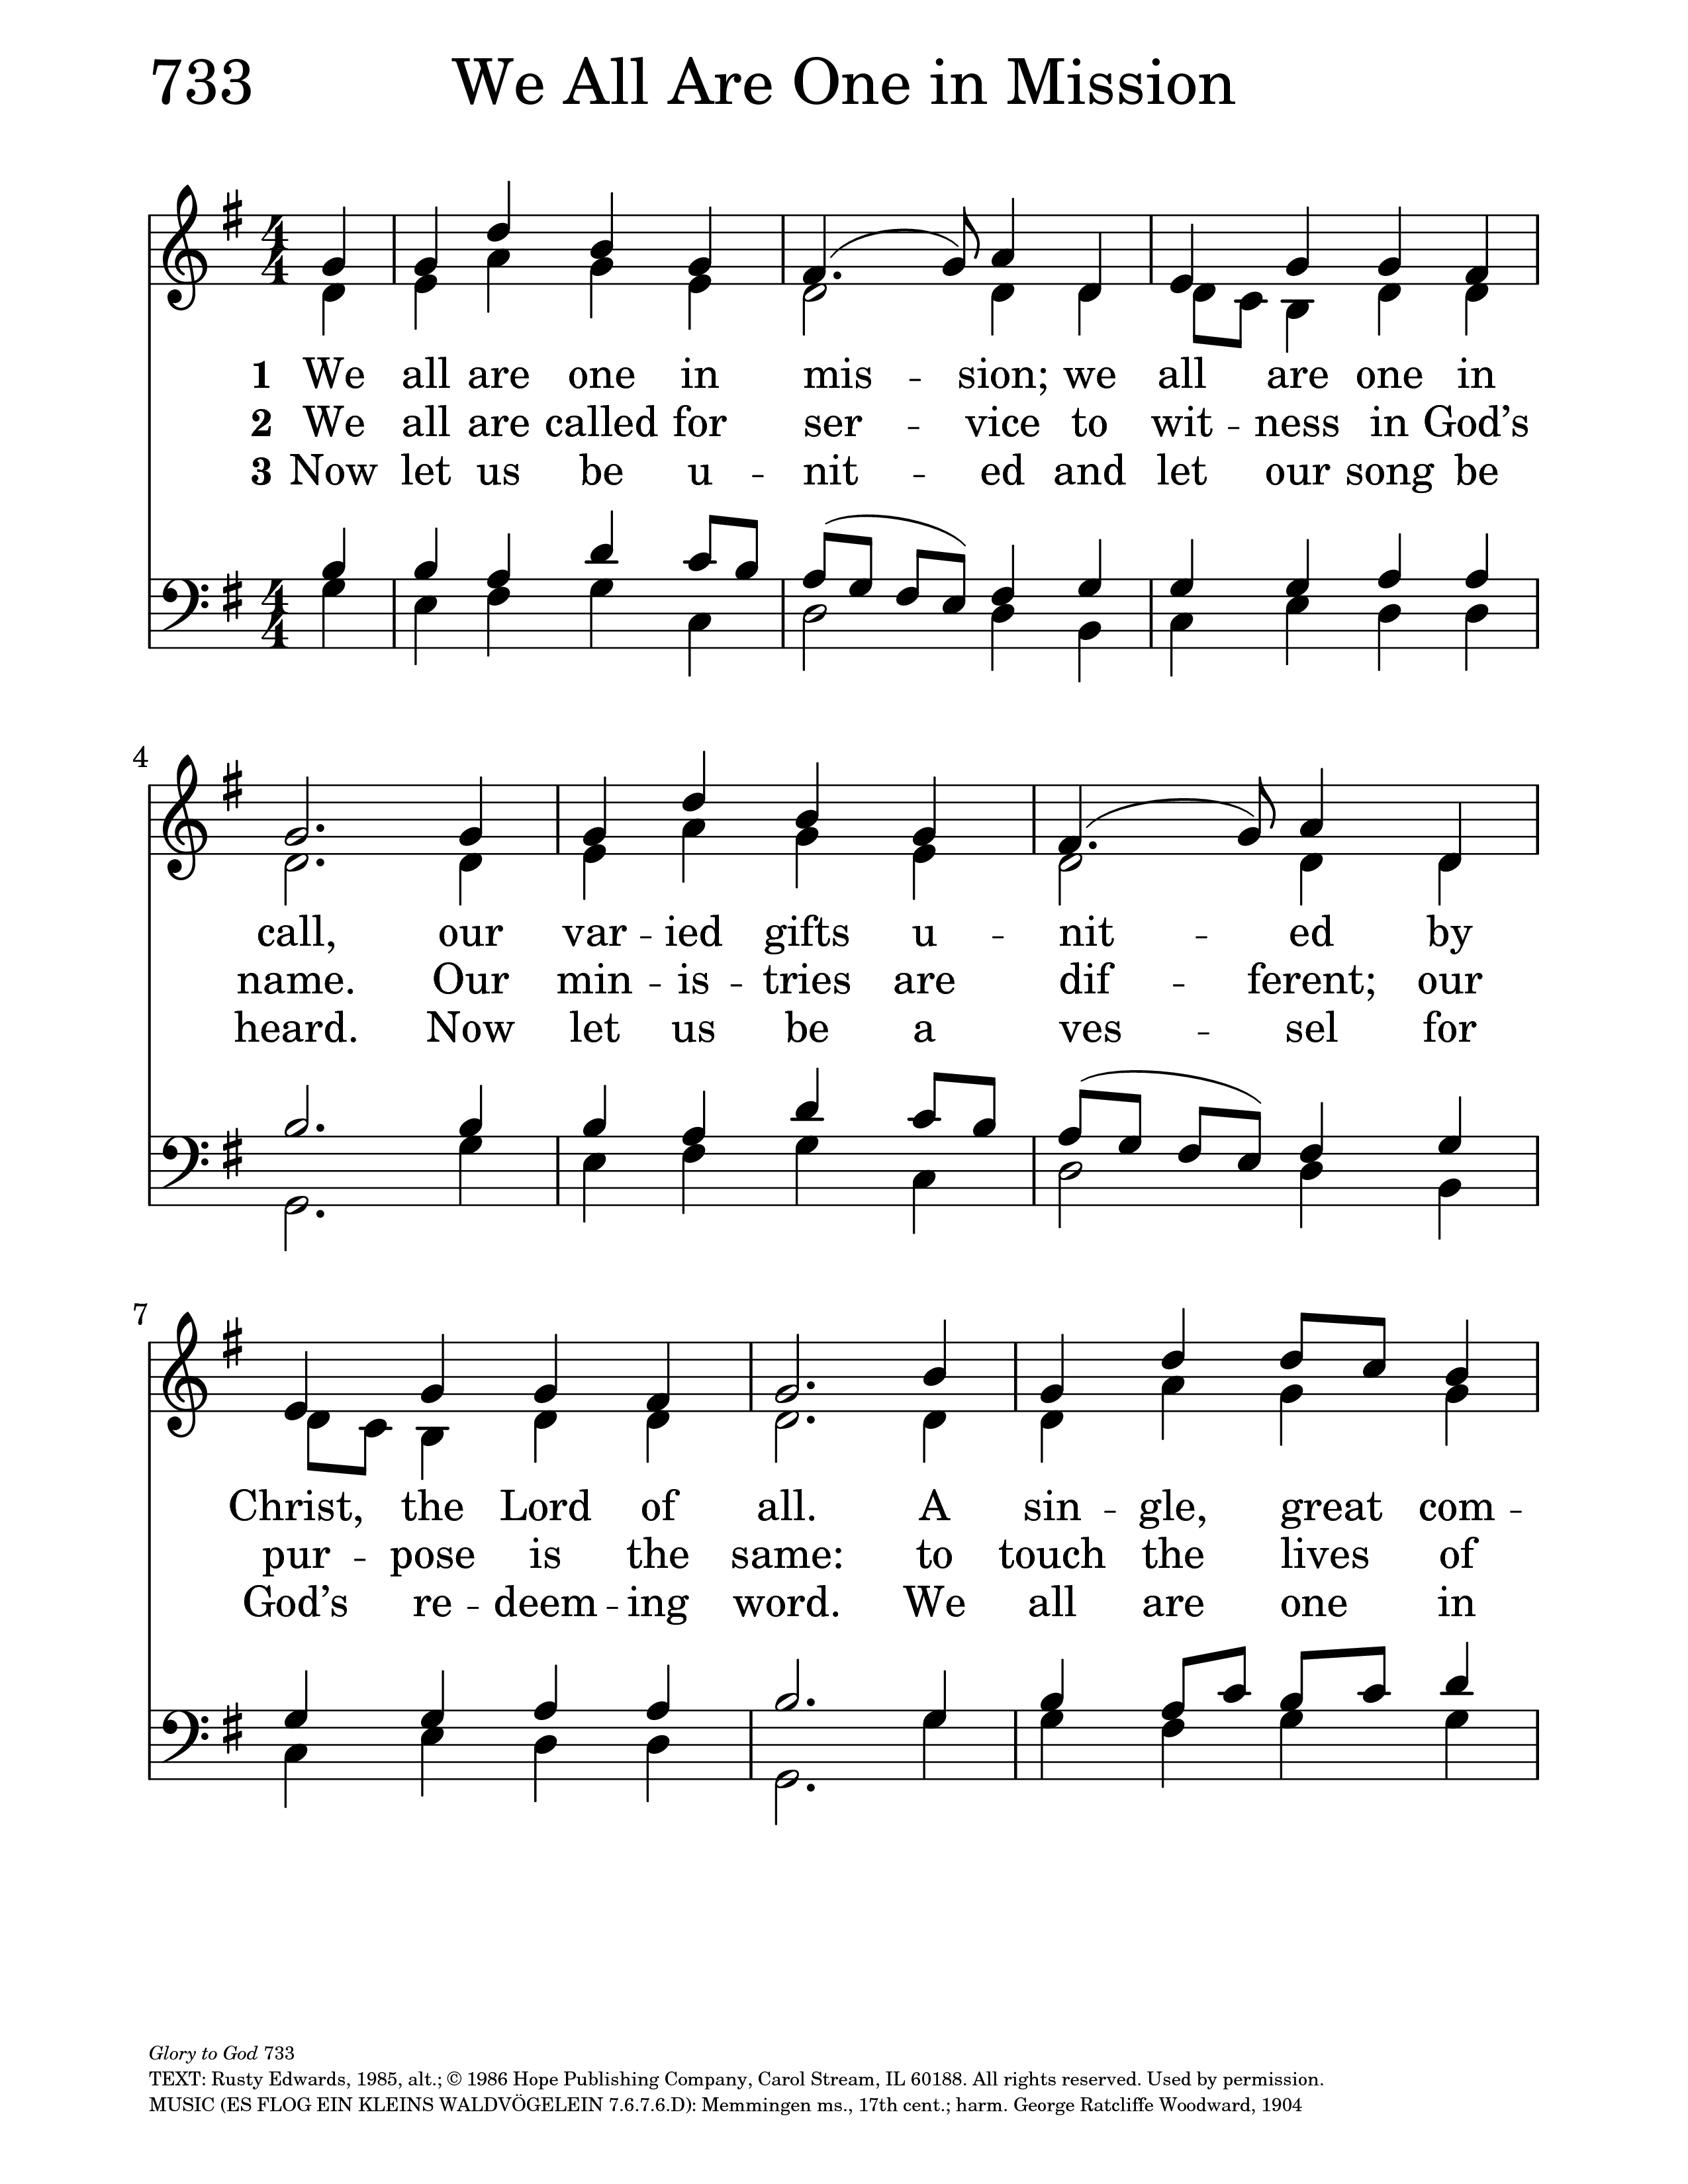 733 We All Are One in Mission
1 We all are one in mis - sion; we all are one in
2 We all are called for ser - vice to wit - ness in God’s
3 Now let us be u - nit - ed and let our song be
4
call, our var - ied gifts u - nit - ed by
name. Our min - is - tries are dif - ferent; our
heard. Now let us be a ves - sel for
7
Christ, the Lord of all. A sin - gle, great com -
pur - pose is the same: to touch the lives of
God’s re - deem - ing word. We all are one in
Glory to God 733
TEXT: Rusty Edwards, 1985, alt.; © 1986 Hope Publishing Company, Carol Stream, IL 60188. All rights reserved. Used by permission.
MUSIC (ES FLOG EIN KLEINS WALDVÖGELEIN 7.6.7.6.D): Memmingen ms., 17th cent.; harm. George Ratcliffe Woodward, 1904